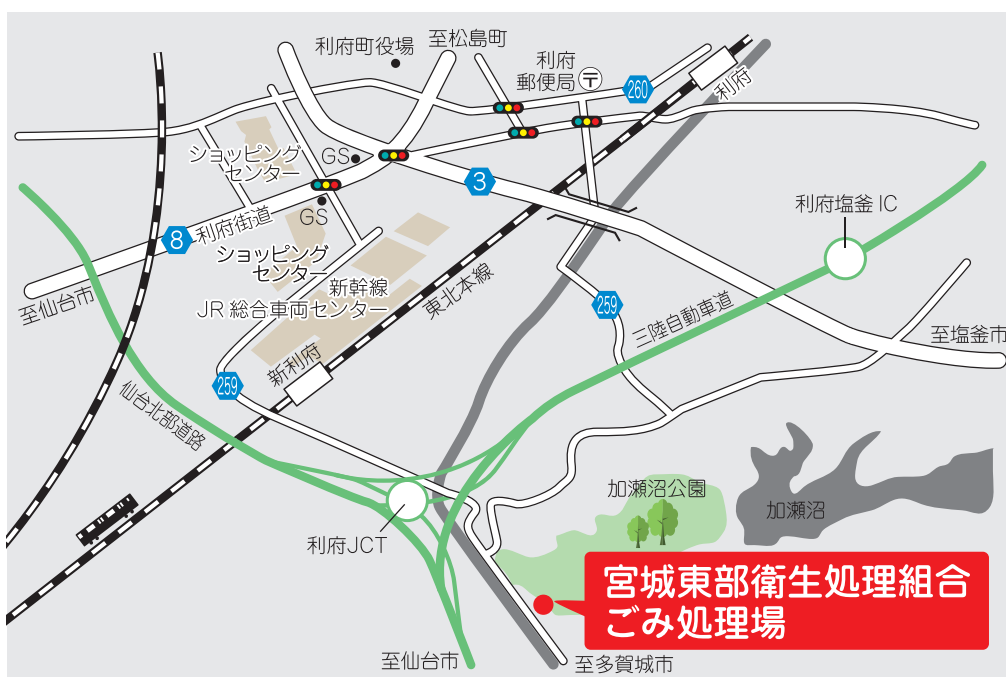 利府町役場
至松島町
利府
郵便局
〒
260
利府
ショッピング
センター
GS
3
GS
8
利府街道
ショッピング
センター
利府塩釜IC
至仙台市
新幹線
JR総合車両センター
東北本線
259
三陸自動車道
至塩釜市
新利府
259
仙台北部道路
加瀬沼公園
加瀬沼
利府JCT
宮城東部衛生処理組合
ごみ処理場
至仙台市
至多賀城市